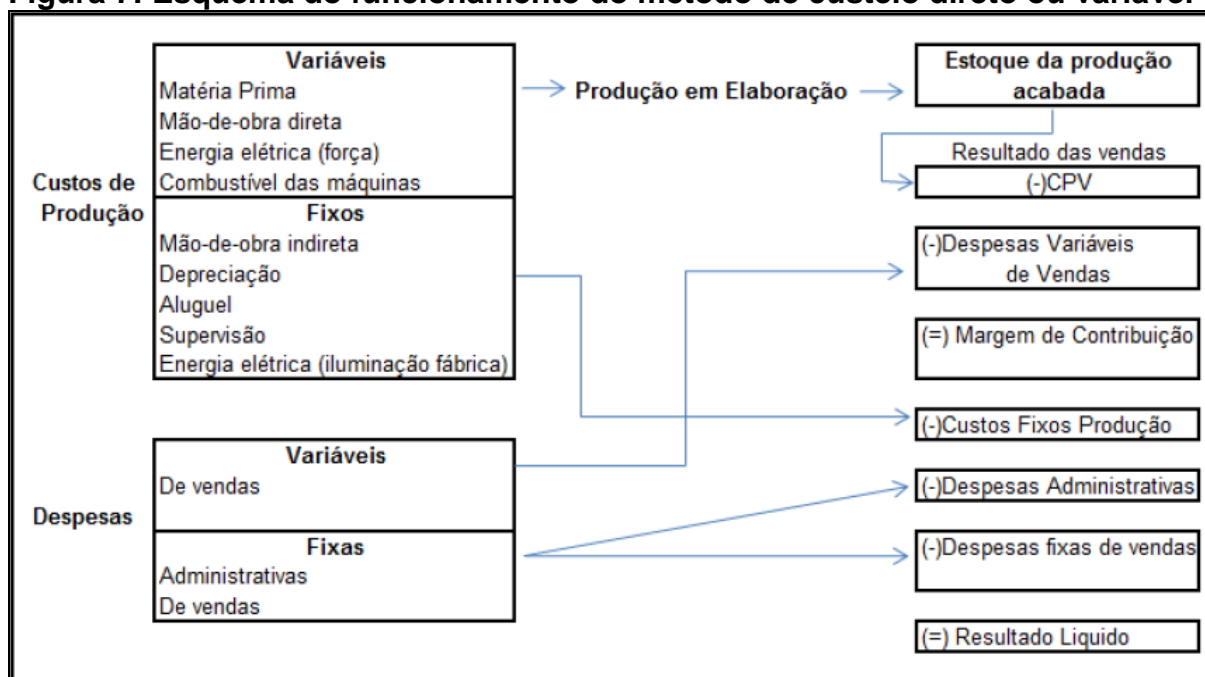 Figura 7: Esquema de funcionamento do método de custeio direto ou variável
Custos de
Produção
Variáveis
Matéria Prima
Mão-de-obra direta
Energia elétrica (força)
Combustível das máquinas
Fixos
Mão-de-obra indireta
Depreciação
Aluguel
Supervisão
Energia elétrica (iluminação fábrica)
Despesas
Variáveis
De vendas
Fixas
Administrativas
De vendas
Produção em Elaboração
Estoque da produção
acabada
Resultado das vendas
(-)CPV
(-)Despesas Variáveis
de Vendas
(=) Margem de Contribuição
(-)Custos Fixos Produção
(-)Despesas Administrativas
(-)Despesas fixas de vendas
(=) Resultado Liquido